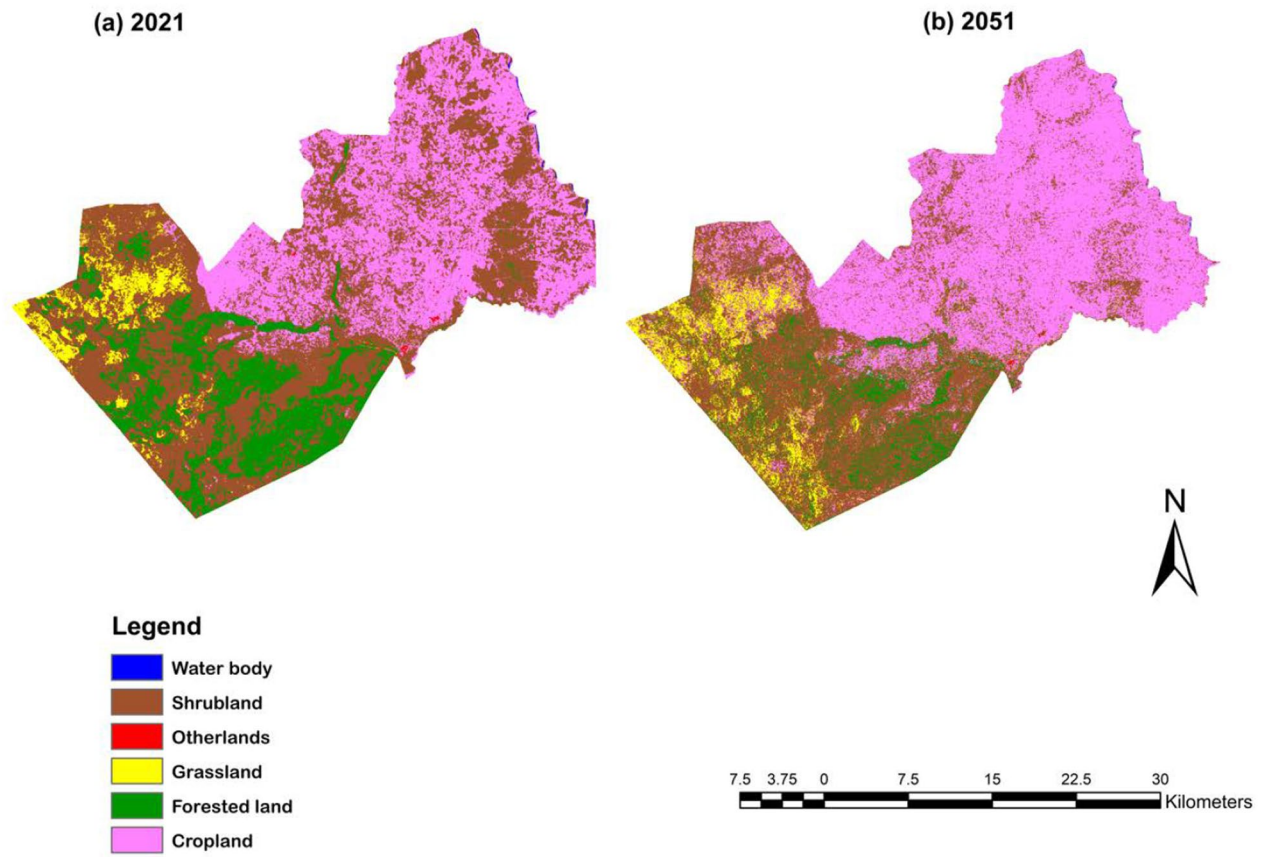 (a) 2021
(b) 2051
N
Legend
Water body
Shrubland
Otherlands
Grassland
Forested land
Cropland
7.5 3.75 0 7.5 15 22.5 30
Kilometers